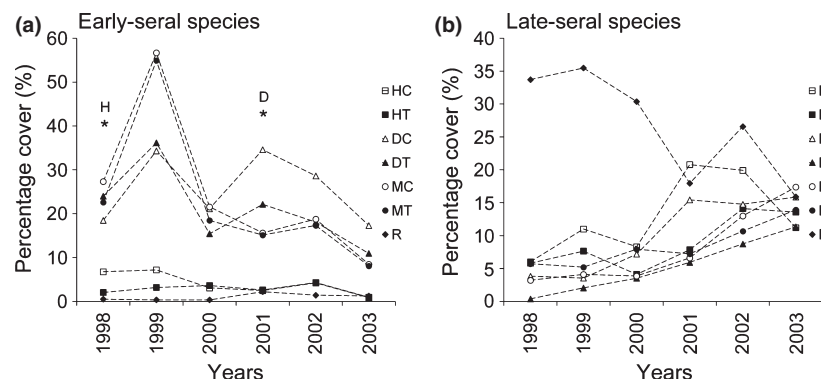 (a) Early-seral species
Percentage cover (%)
60
50
40
30
20
10
0
H
*
D
*
HC
HT
DC
DT
MC
MT
R
1998
1999
2000
2001
2002
2003
Years
(b) Late-seral species
Percentage cover (%)
40
35
30
25
20
15
10
5
0
1998
1999
2000
2001
2002
2003
Years